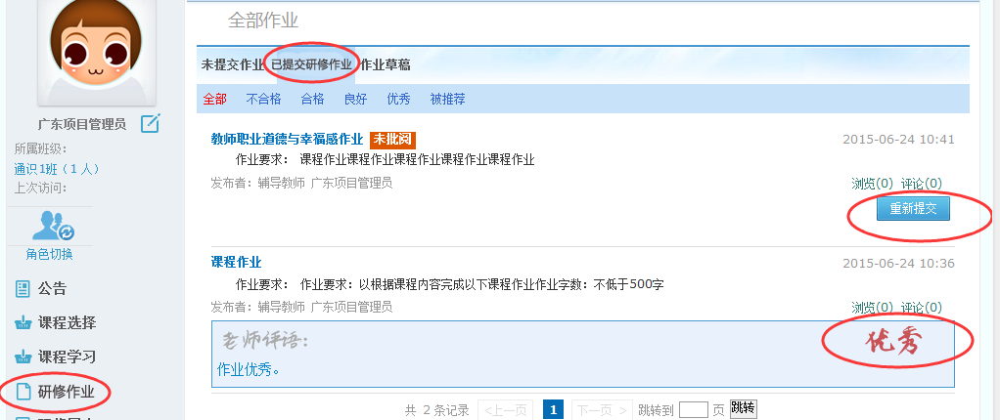 全部作业
未提交作业 已提交研修作业 作业草稿
全部 不合格 合格 良好 优秀 被推荐
广东项目管理员
所属班级：
通识1班（1 人）
上次访问：
角色切换
公告
课程选择
课程学习
研修作业
教师职业道德与幸福感作业 未批阅 2015-06-24 10:41
作业要求： 课程作业课程作业课程作业课程作业课程作业
发布者：辅导教师 广东项目管理员 浏览(0) 评论(0)
重新提交
课程作业 2015-06-24 10:36
作业要求： 作业要求：以根据课程内容完成以下课程作业作业字数：不低于500字
发布者：辅导教师 广东项目管理员 浏览(0) 评论(0)
老师评语： 优秀
作业优秀。
共 2 条记录 <上一页 1 下一页 > 跳转到 页 跳转